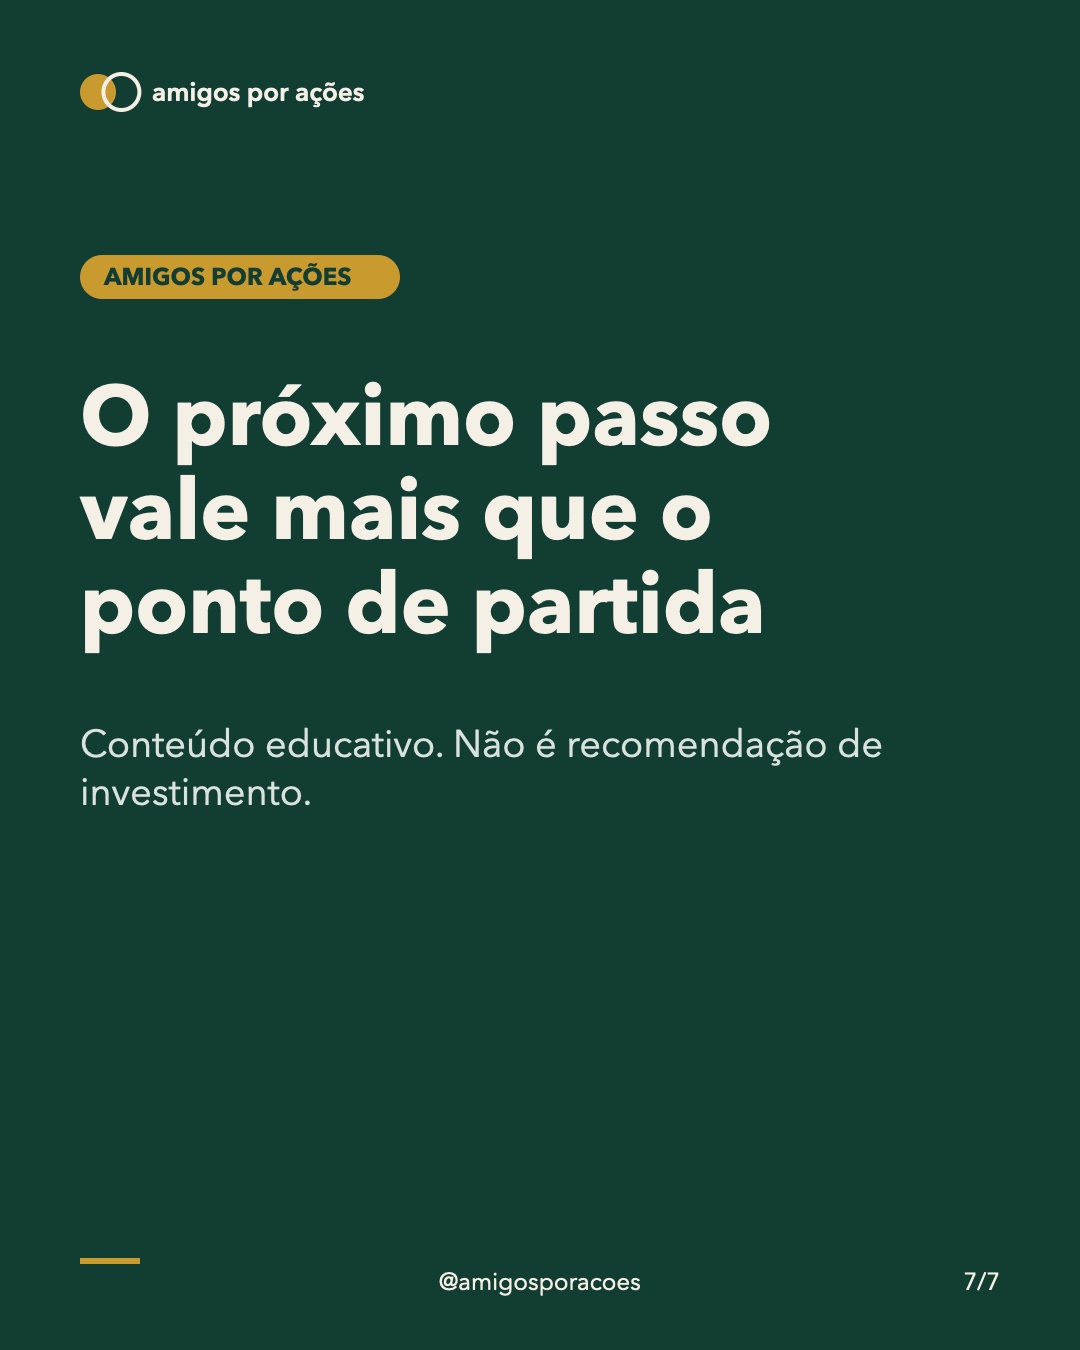 amigos por ações
AMIGOS POR AÇÕES
O próximo passo
vale mais que o
ponto de partida
Conteúdo educativo. Não é recomendação de
investimento.
@amigosporacoes
7/7